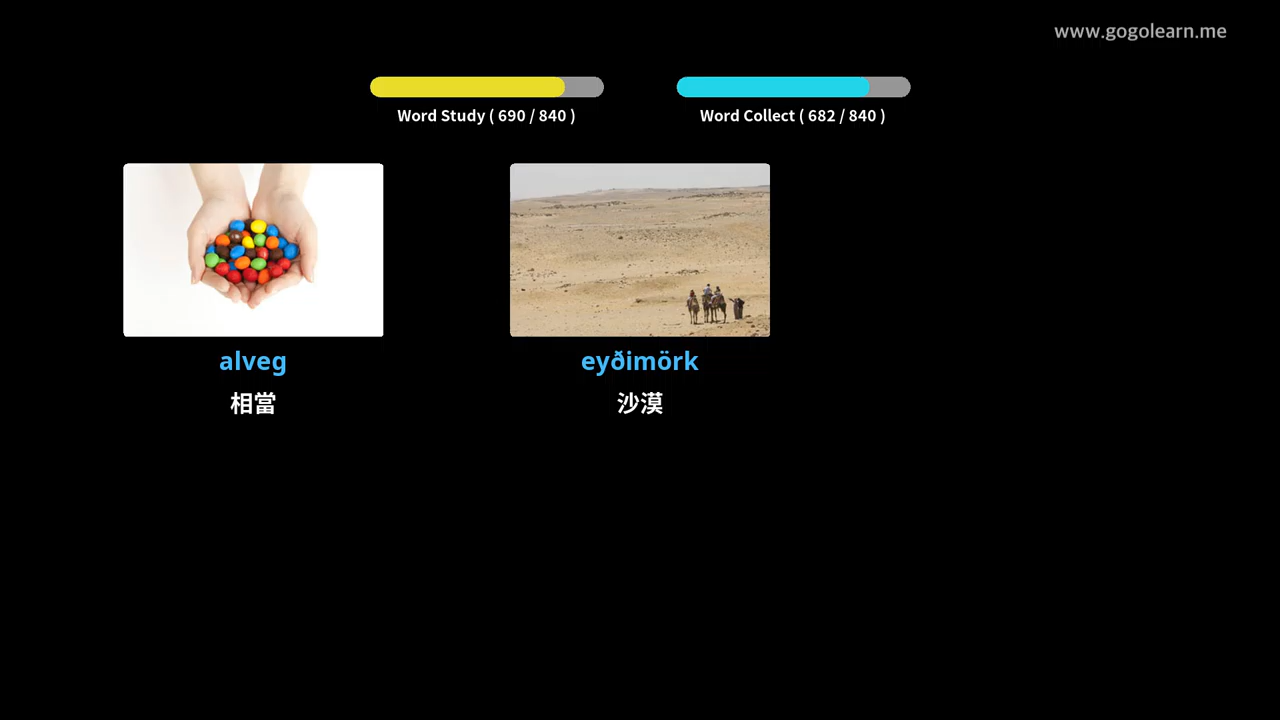 www.gogolearn.me
Word Study ( 690 / 840 )
Word Collect ( 682 / 840 )
alveg
eyðimörk
相當
沙漠